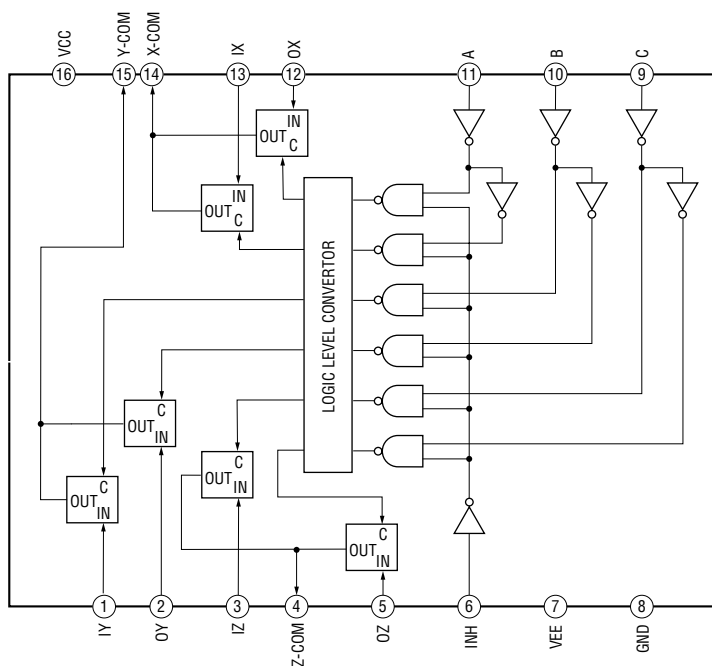 VCC
Y-COM
X-COM
IX
OX
A
B
C
16
15
14
13
12
11
10
9
IN
OUT
C
IN
OUT
C
LOGIC LEVEL CONVERTOR
C
OUT
IN
C
OUT
IN
C
OUT
IN
C
OUT
IN
1
2
3
4
5
6
7
8
IY
OY
IZ
Z-COM
OZ
INH
VEE
GND